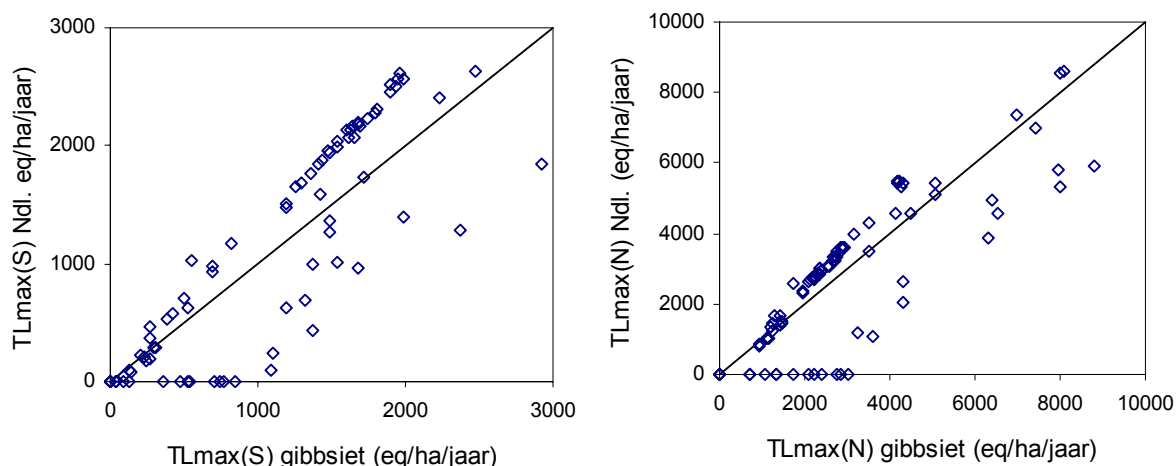 3000
2000
1000
0
TLmax(S) Ndl. eq/ha/jaar)
0 1000 2000 3000
TLmax(S) gibbsiet (eq/ha/jaar)
10000
8000
6000
4000
2000
0
TLmax(N) Ndl. (eq/ha/jaar)
0 2000 4000 6000 8000 10000
TLmax(N) gibbsiet (eq/ha/jaar)